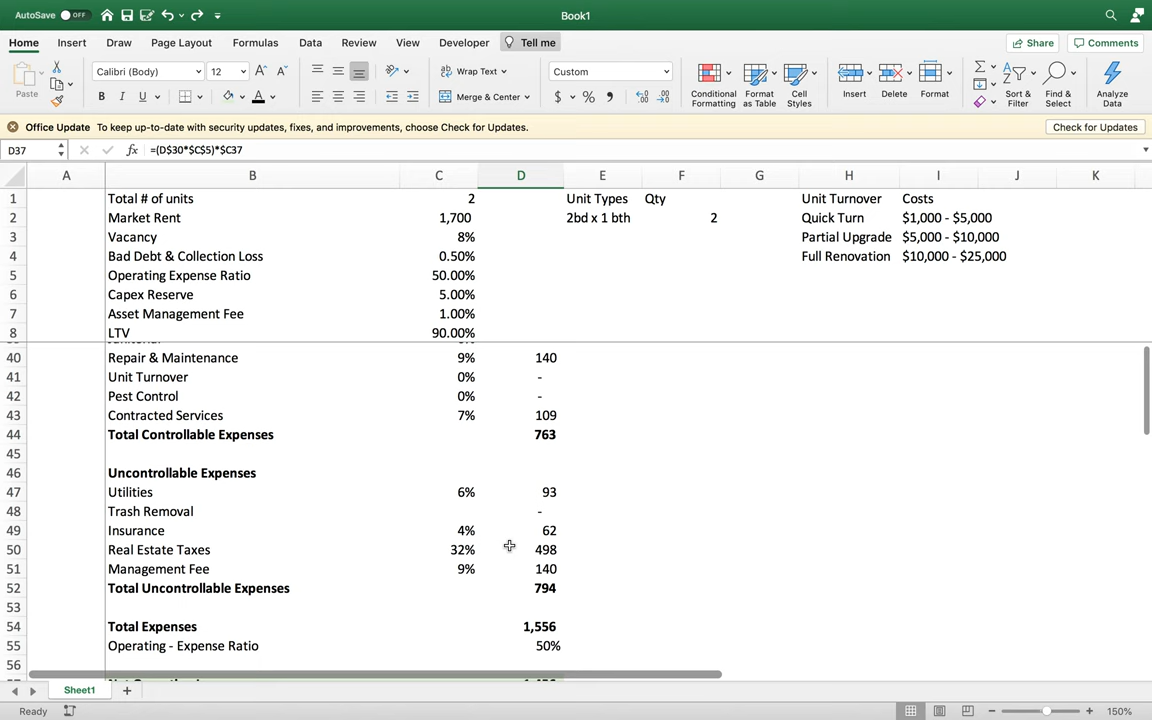 AutoSave OFF Book1
Home Insert Draw Page Layout Formulas Data Review View Developer Tell me Share Comments
Paste Calibri (Body) 12 A A Wrap Text Custom Insert Delete Format
B I U A Merge & Center $ % Conditional Formatting Format as Table Cell Styles Sort & Filter Find & Select Analyze Data
Office Update To keep up-to-date with security updates, fixes, and improvements, choose Check for Updates. Check for Updates
D37 fx =(D$30*$C$5)*$C37
A B C D E F G H I J K
1 Total # of units 2 Unit Types Qty Unit Turnover Costs
2 Market Rent 1,700 2bd x 1 bth 2 Quick Turn $1,000 - $5,000
3 Vacancy 8% Partial Upgrade $5,000 - $10,000
4 Bad Debt & Collection Loss 0.50% Full Renovation $10,000 - $25,000
5 Operating Expense Ratio 50.00%
6 Capex Reserve 5.00%
7 Asset Management Fee 1.00%
8 LTV 90.00%
40 Repair & Maintenance 9% 140
41 Unit Turnover 0% -
42 Pest Control 0% -
43 Contracted Services 7% 109
44 Total Controllable Expenses 763
45
46 Uncontrollable Expenses
47 Utilities 6% 93
48 Trash Removal -
49 Insurance 4% 62
50 Real Estate Taxes 32% 498
51 Management Fee 9% 140
52 Total Uncontrollable Expenses 794
53
54 Total Expenses 1,556
55 Operating - Expense Ratio 50%
56
Sheet1
Ready 150%